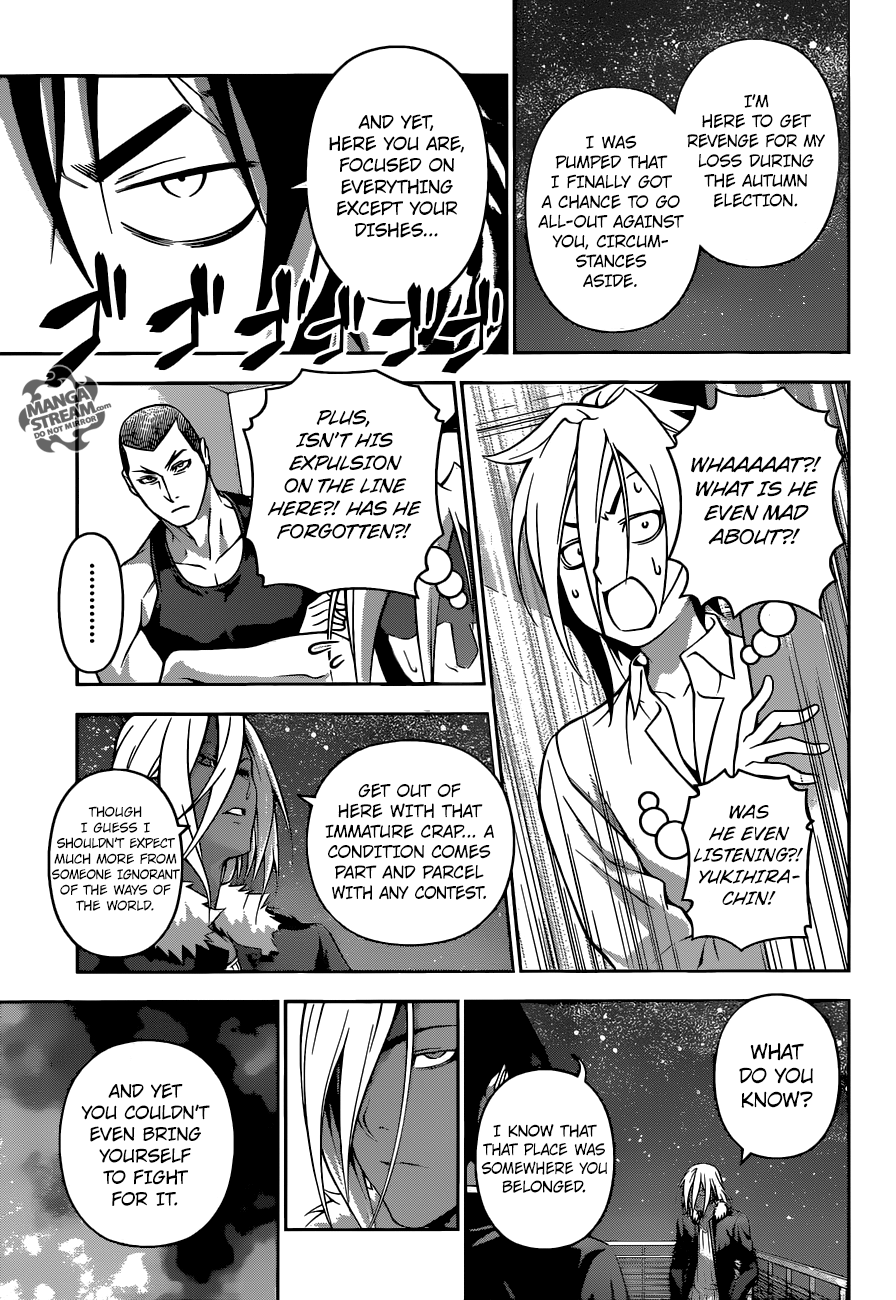 I'M
HERE TO GET
REVENGE FOR MY
LOSS DURING
THE AUTUMN
ELECTION.
I WAS
PUMPED THAT
I FINALLY GOT
A CHANCE TO GO
ALL-OUT AGAINST
YOU, CIRCUM-
STANCES
ASIDE.
AND YET,
HERE YOU ARE,
FOCUSED ON
EVERYTHING
EXCEPT YOUR
DISHES...
ゴゴゴゴゴゴ
MANGA
STREAM.com
DO NOT MIRROR
WHAAAAAT?!
WHAT IS HE
EVEN MAD
ABOUT?!
WAS
HE EVEN
LISTENING?!
YUKIHIRA-
CHIN!
PLUS,
ISN'T HIS
EXPULSION
ON THE LINE
HERE?! HAS HE
FORGOTTEN?!
.........
GET OUT OF
HERE WITH THAT
IMMATURE CRAP... A
CONDITION COMES
PART AND PARCEL
WITH ANY CONTEST.
THOUGH
I GUESS I
SHOULDN'T EXPECT
MUCH MORE FROM
SOMEONE IGNORANT
OF THE WAYS OF
THE WORLD.
WHAT
DO YOU
KNOW?
I KNOW THAT
THAT PLACE WAS
SOMEWHERE YOU
BELONGED.
AND YET
YOU COULDN'T
EVEN BRING
YOURSELF
TO FIGHT
FOR IT.